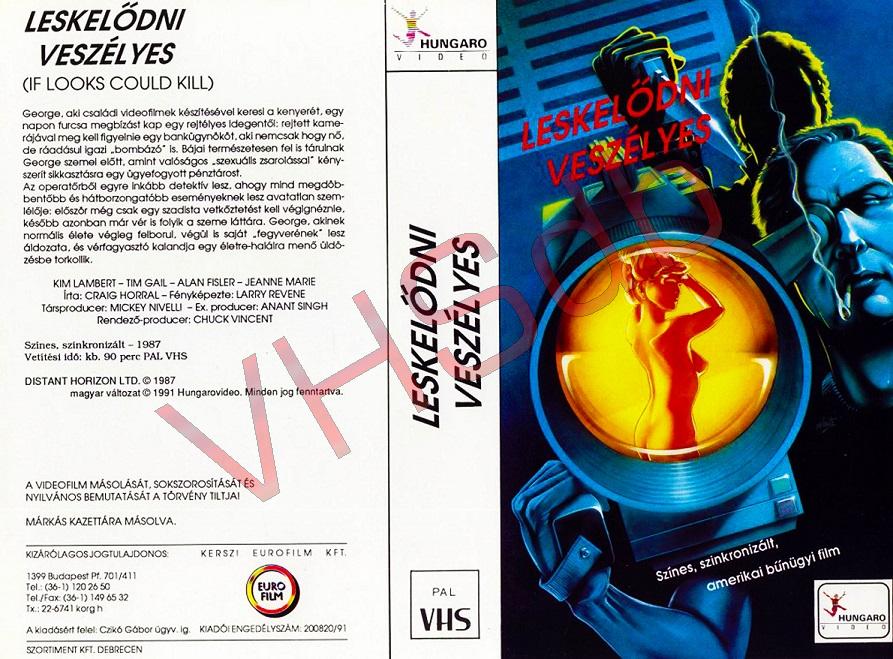 LESKELŐDNI
VESZÉLYES
(IF LOOKS COULD KILL)
George, aki családi videofilmek készítésével keresi a kenyerét, egy
napon furcsa megbízást kap egy rejtélyes idegentől: rejtett kame-
rájával meg kell figyelnie egy bankügynököt, aki nemcsak hogy nő,
de ráadásul igazi „bombázó" is. Bájai természetesen fel is tárulnak
George szemei előtt, amint valóságos „szexuális zsarolással" kény-
szerít sikkasztásra egy ügyefogyott pénztárost.
Az operatőrből egyre inkább detektív lesz, ahogy mind megdöb-
bentőbb és hátborzongatóbb eseményeknek lesz avatatlan szem-
lélője: először még csak egy szadista vetkőztetést kell végignéznie,
később azonban már vér is folyik a szeme láttára. George, akinek
normális élete végleg felborul, végül is saját „fegyverének" lesz
áldozata, és vérfagyasztó kalandja egy életre-halálra menő üldö-
zésbe torkollik.
KIM LAMBERT – TIM GAIL – ALAN FISLER – JEANNE MARIE
Írta: CRAIG HORRAL – Fényképezte: LARRY REVENE
Társproducer: MICKEY NIVELLI – Ex. producer: ANANT SINGH
Rendező-producer: CHUCK VINCENT
Színes, szinkronizált – 1987
Vetítési idő: kb. 90 perc PAL VHS
DISTANT HORIZON LTD. © 1987
magyar változat © 1991 Hungarovideo. Minden jog fenntartva.
A VIDEOFILM MÁSOLÁSÁT, SOKSZOROSÍTÁSÁT ÉS
NYILVÁNOS BEMUTATÁSÁT A TÖRVÉNY TILTJA!
MÁRKÁS KAZETTÁRA MÁSOLVA.
KIZÁRÓLAGOS JOGTULAJDONOS: KERSZI EUROFILM KFT.
1399 Budapest Pf. 701/411
Tel.: (36-1) 120 26 50
Tel./Fax: (36-1) 149 65 32
Tx.: 22-6741 korg h
EURO
FILM
A kiadásért felel: Czikó Gábor ügyv. ig. KIADÓI ENGEDÉLYSZÁM: 200820/91
SZORTIMENT KFT. DEBRECEN
HUNGARO
VIDEO
LESKELŐDNI
VESZÉLYES
PAL
VHS
LESKELŐDNI
VESZÉLYES
Színes, szinkronizált,
amerikai bűnügyi film
HUNGARO
VIDEO
VHSdb